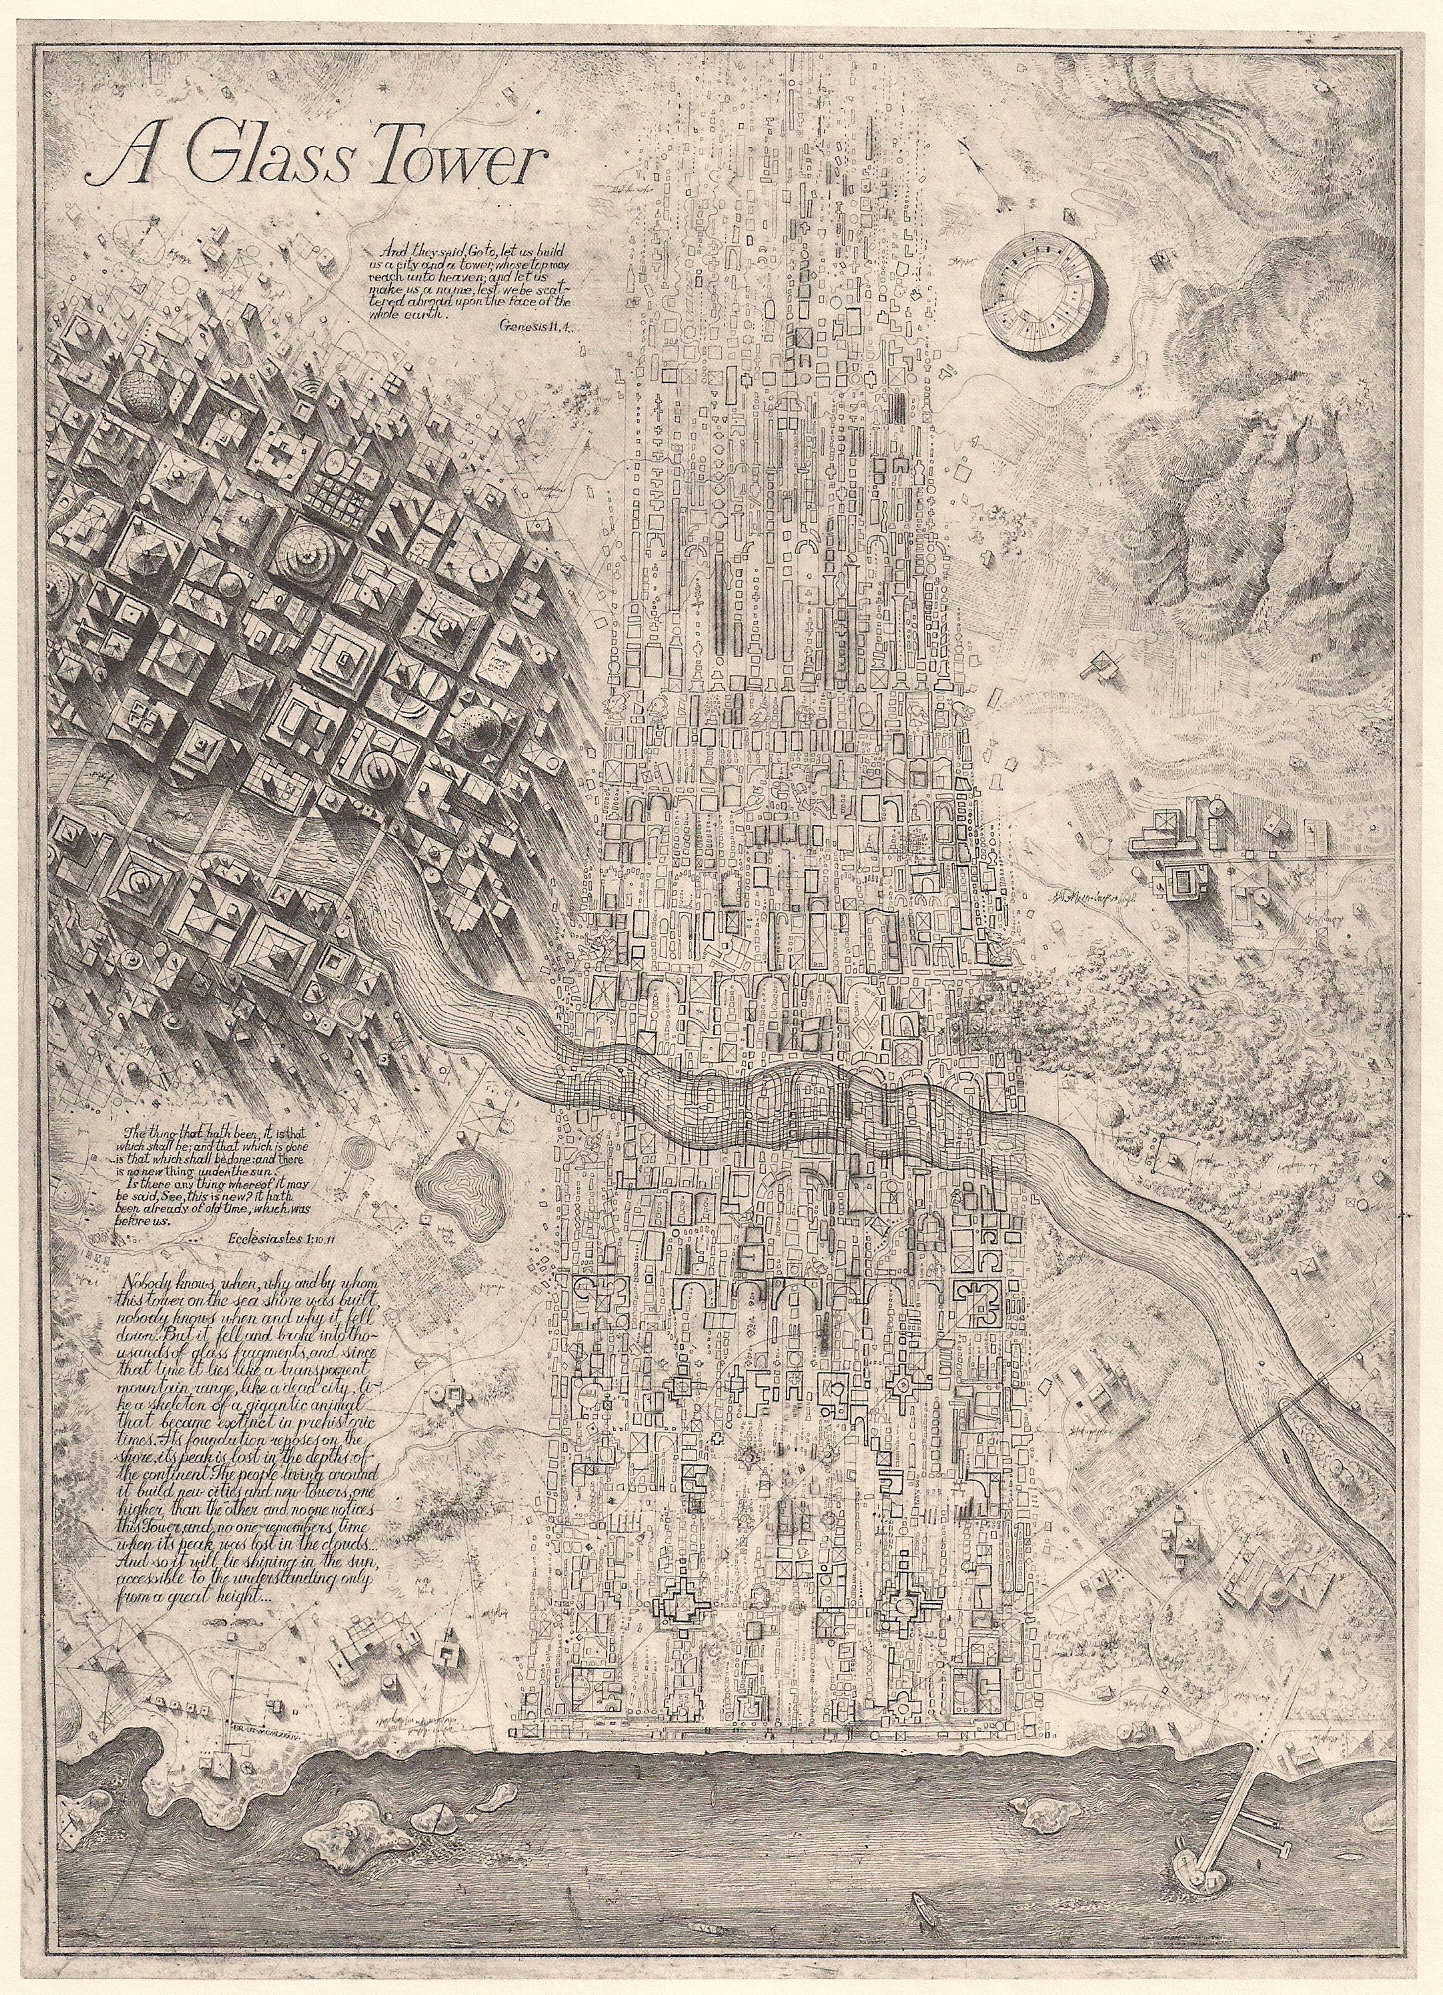 A Glass Tower
And they said, Go to, let us build
us a city and a tower, whose top may
reach unto heaven; and let us
make us a name, lest we be scat-
tered abroad upon the face of the
whole earth.
Genesis 11,4.
The thing that hath been, it is that
which shall be; and that which is done
is that which shall be done: and there
is no new thing under the sun.
Is there any thing whereof it may
be said, See, this is new? it hath
been already of old time, which was
before us.
Ecclesiastes 1:10.11
Nobody knows, when, why and by whom
this tower on the sea shore was built,
nobody knows when and why it fell
down. But it fell and broke into tho-
usands of glass fragments, and since
that time it lies like a transparent
mountain range, like a dead city, li-
ke a skeleton of a gigantic animal
that became extinct in prehistoric
times. Its foundation reposes on the
shore, its peak is lost in the depths of
the continent. The people living around
it build new cities and new towers, one
higher than the other and no one notices
this Tower, and no one remembers time
when its peak was lost in the clouds...
And so it will lie shining in the sun,
accessible to the understanding only
from a great height...